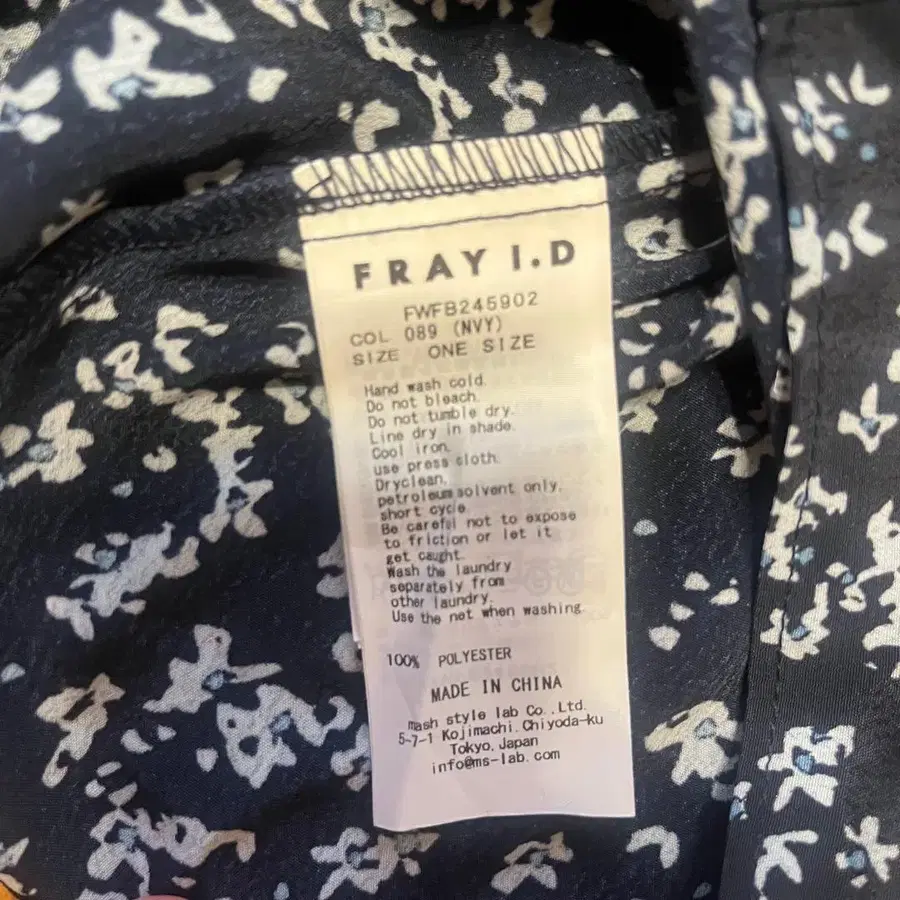 FRAY I.D
FWFB245902
COL 089 (NVY)
SIZE ONE SIZE
Hand wash cold.
Do not bleach.
Do not tumble dry.
Line dry in shade.
Cool iron.
use press cloth.
Dryclean,
petroleum solvent only,
short cycle
Be careful not to expose
to friction or let it
get caught.
Wash the laundry
separately from
other laundry.
Use the net when washing.
100% POLYESTER
MADE IN CHINA
mash style lab Co.,Ltd.
5-7-1 Kojimachi,Chiyoda-ku
Tokyo,Japan
info@ms-lab.com